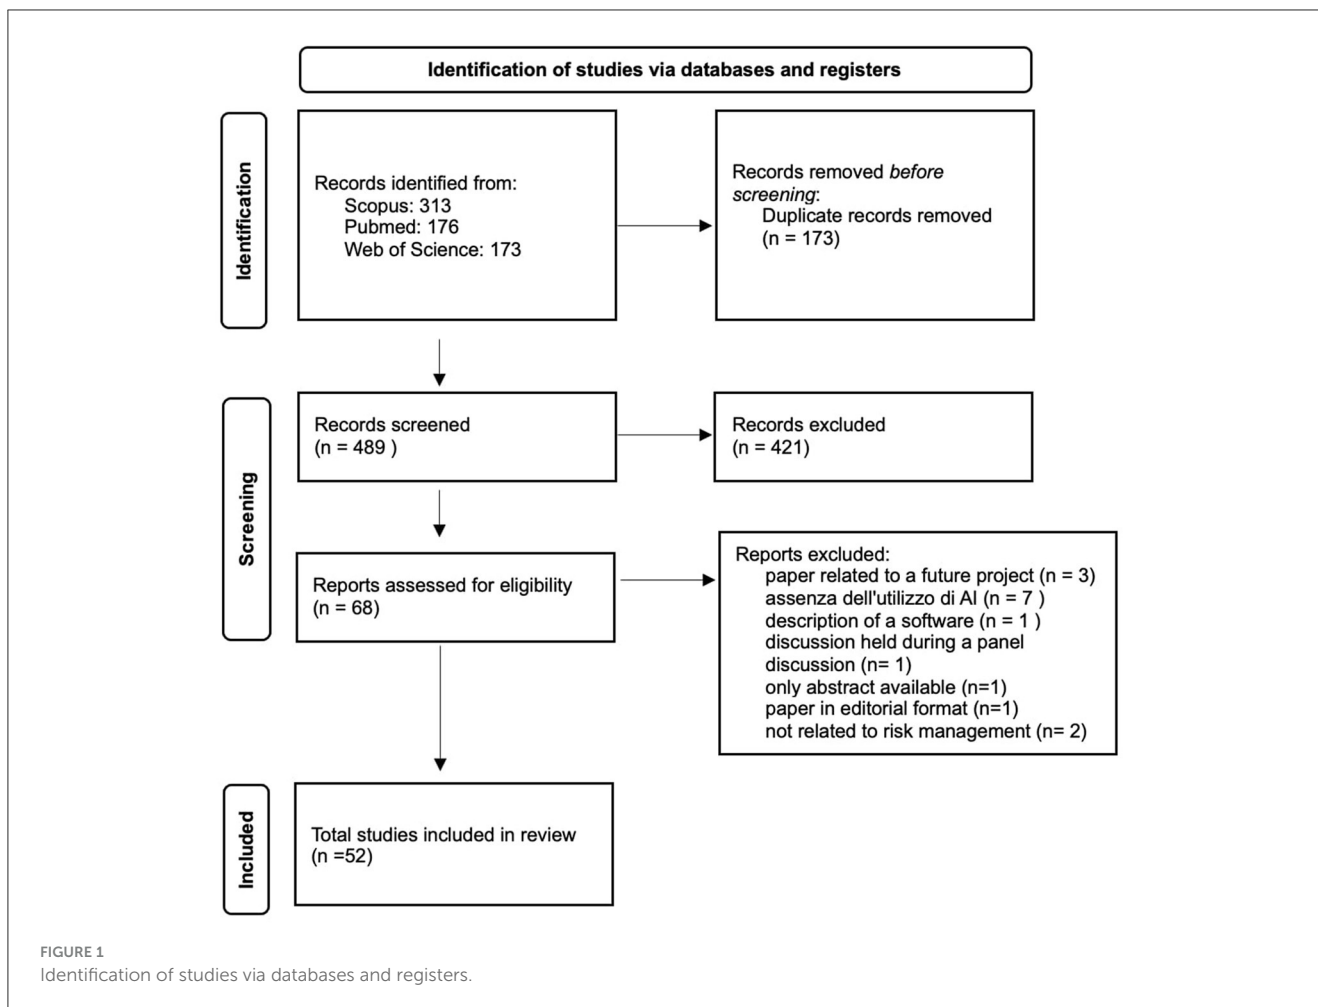 Identification of studies via databases and registers
Identification
Records identified from:
Scopus: 313
Pubmed: 176
Web of Science: 173
Records removed before
screening:
Duplicate records removed
(n = 173)
Screening
Records screened
(n = 489 )
Records excluded
(n = 421)
Reports assessed for eligibility
(n = 68)
Reports excluded:
paper related to a future project (n = 3)
assenza dell'utilizzo di AI (n = 7 )
description of a software (n = 1 )
discussion held during a panel
discussion (n= 1)
only abstract available (n=1)
paper in editorial format (n=1)
not related to risk management (n= 2)
Included
Total studies included in review
(n =52)
FIGURE 1
Identification of studies via databases and registers.